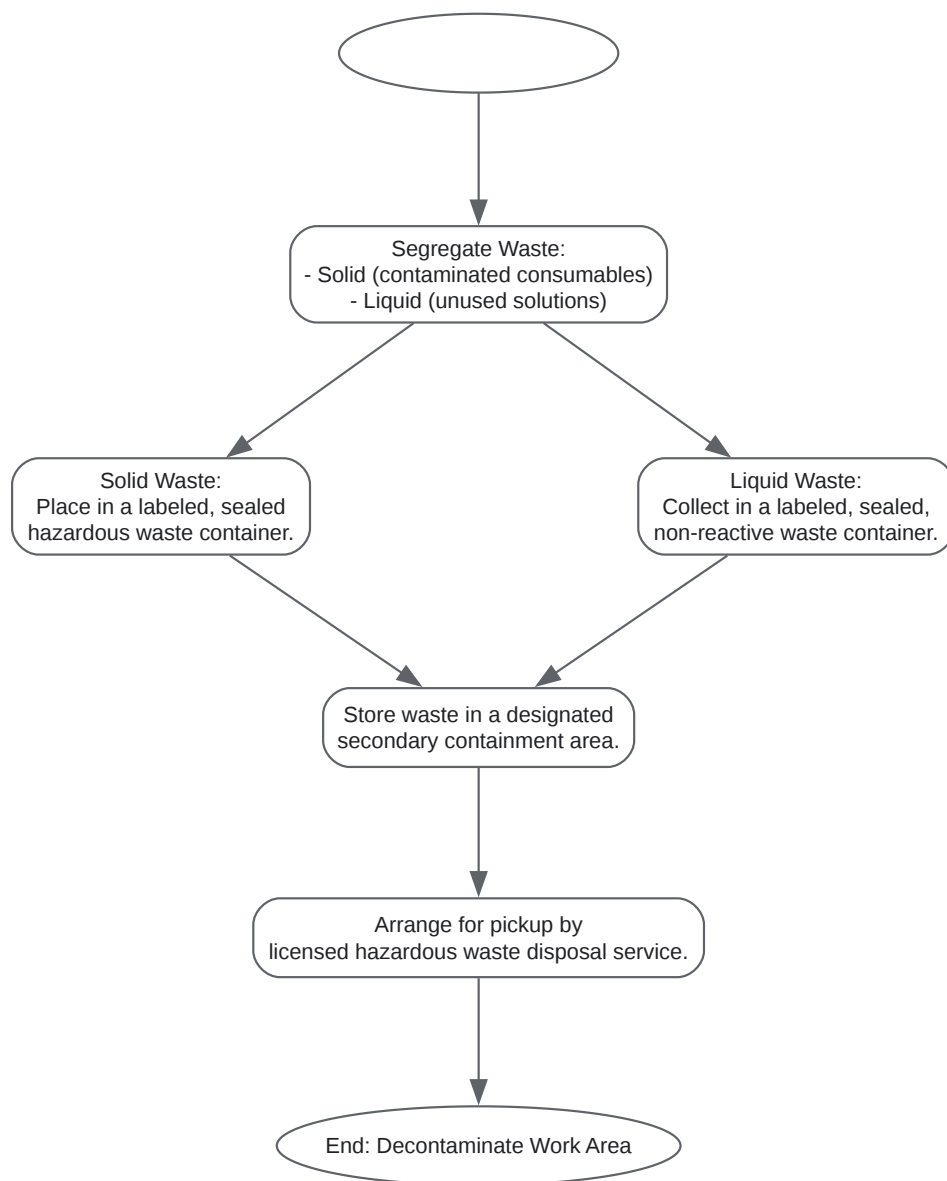 Segregate Waste:
- Solid (contaminated consumables)
- Liquid (unused solutions)
Solid Waste:
Place in a labeled, sealed
hazardous waste container.
Liquid Waste:
Collect in a labeled, sealed,
non-reactive waste container.
Store waste in a designated
secondary containment area.
Arrange for pickup by
licensed hazardous waste disposal service.
End: Decontaminate Work Area